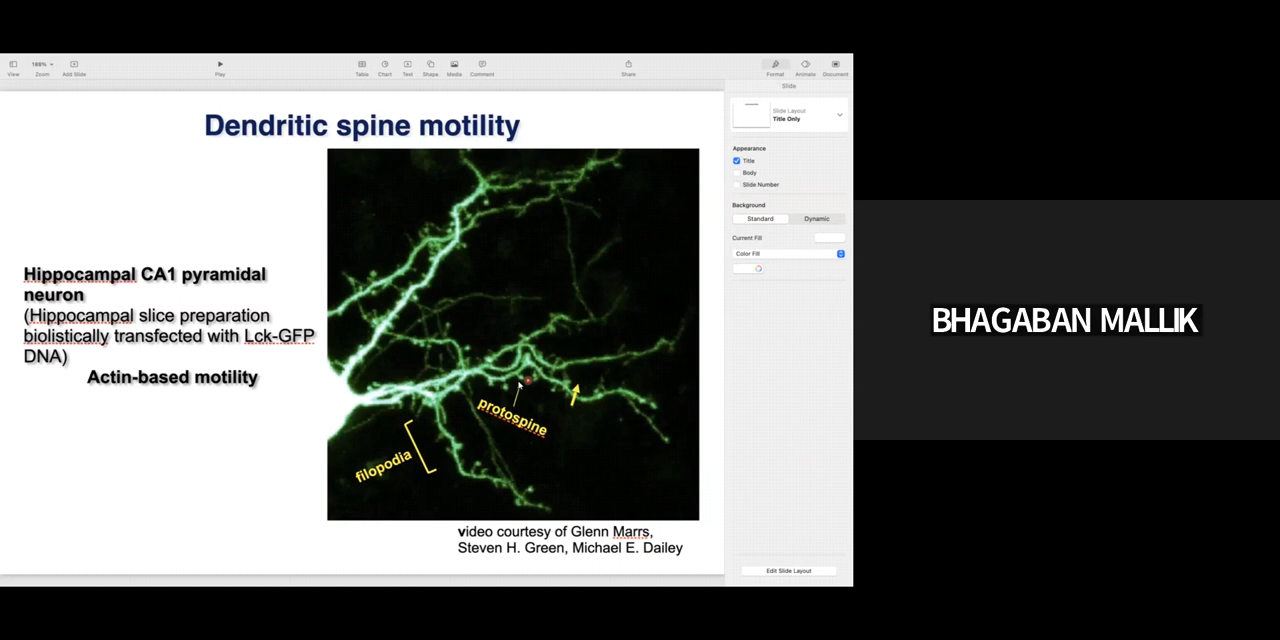 View
188%
Zoom
Add Slide
Play
Table
Chart
Text
Shape
Media
Comment
Share
Format
Animate
Document
Dendritic spine motility
Hippocampal CA1 pyramidal
neuron
(Hippocampal slice preparation
biolistically transfected with Lck-GFP
DNA)
Actin-based motility
protospine
filopodia
video courtesy of Glenn Marrs,
Steven H. Green, Michael E. Dailey
Slide
Slide Layout
Title Only
Appearance
Title
Body
Slide Number
Background
Standard
Dynamic
Current Fill
Color Fill
Edit Slide Layout
BHAGABAN MALLIK